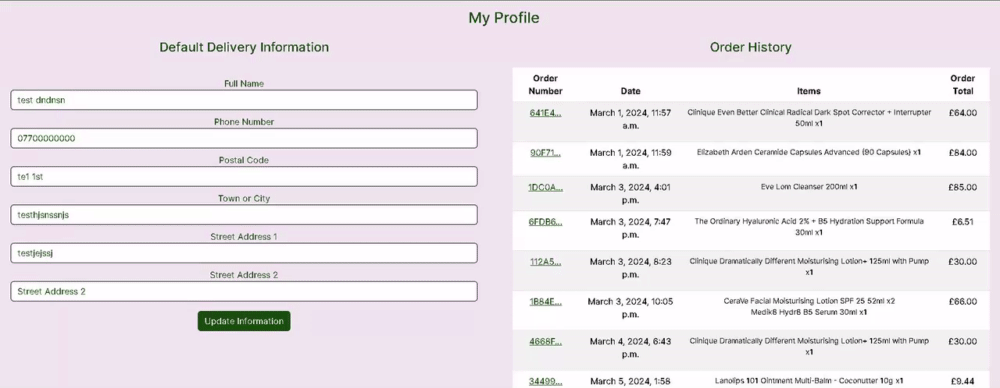 My Profile
Default Delivery Information
Full Name
test dndnsn
Phone Number
07700000000
Postal Code
te1 1st
Town or City
testhjsnssnjs
Street Address 1
testjejssj
Street Address 2
Street Address 2
Update Information
Order History
Order Number Date Items Order Total
641E4... March 1, 2024, 11:57 a.m. Clinique Even Better Clinical Radical Dark Spot Corrector + Interrupter 50ml x1 £64.00
90F71... March 1, 2024, 11:59 a.m. Elizabeth Arden Ceramide Capsules Advanced (90 Capsules) x1 £84.00
1DC0A... March 3, 2024, 4:01 p.m. Eve Lom Cleanser 200ml x1 £85.00
6FDB6... March 3, 2024, 7:47 p.m. The Ordinary Hyaluronic Acid 2% + B5 Hydration Support Formula 30ml x1 £6.51
112A5... March 3, 2024, 8:23 p.m. Clinique Dramatically Different Moisturising Lotion+ 125ml with Pump x1 £30.00
1B84E... March 3, 2024, 10:05 p.m. CeraVe Facial Moisturising Lotion SPF 25 52ml x2 Medik8 Hydr8 B5 Serum 30ml x1 £66.00
4668F... March 4, 2024, 6:43 p.m. Clinique Dramatically Different Moisturising Lotion+ 125ml with Pump x1 £30.00
34499... March 5, 2024, 1:58 Lanolips 101 Ointment Multi-Balm - Coconutter 10g x1 £9.44